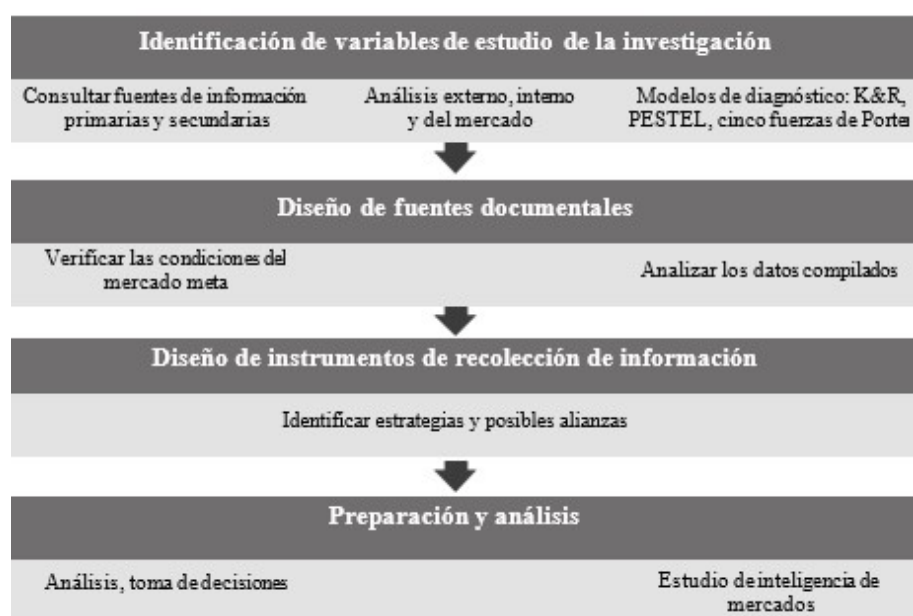 Identificación de variables de estudio de la investigación
Consultar fuentes de información
primarias y secundarias
Análisis externo, interno
y del mercado
Modelos de diagnóstico: K&R,
PESTEL, cinco fuerzas de Porte
Diseño de fuentes documentales
Verificar las condiciones del
mercado meta
Analizar los datos compilados
Diseño de instrumentos de recolección de información
Identificar estrategias y posibles alianzas
Preparación y análisis
Análisis, toma de decisiones
Estudio de inteligencia de
mercados